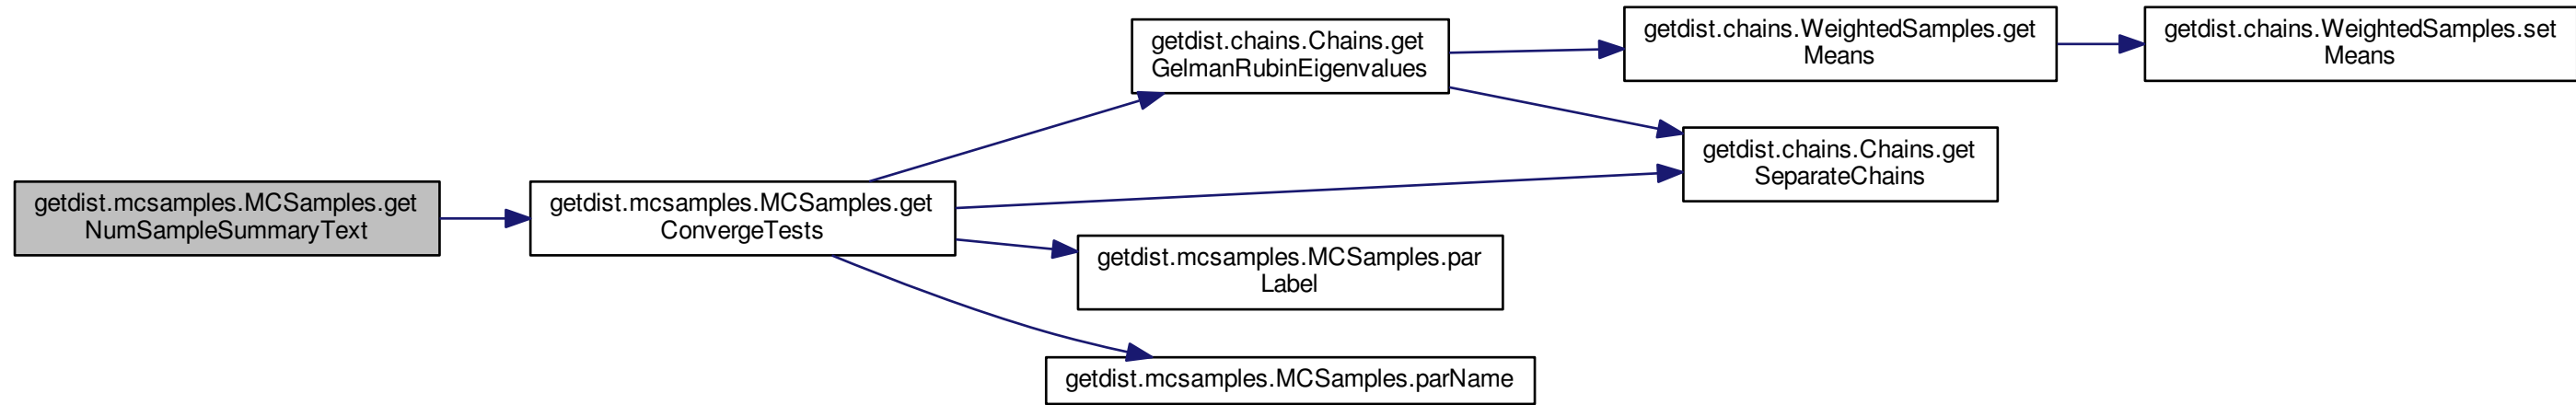 getdist.mcsamples.MCSamples.get
NumSampleSummaryText
getdist.mcsamples.MCSamples.get
ConvergeTests
getdist.chains.Chains.get
GelmanRubinEigenvalues
getdist.chains.WeightedSamples.get
Means
getdist.chains.WeightedSamples.set
Means
getdist.chains.Chains.get
SeparateChains
getdist.mcsamples.MCSamples.par
Label
getdist.mcsamples.MCSamples.parName